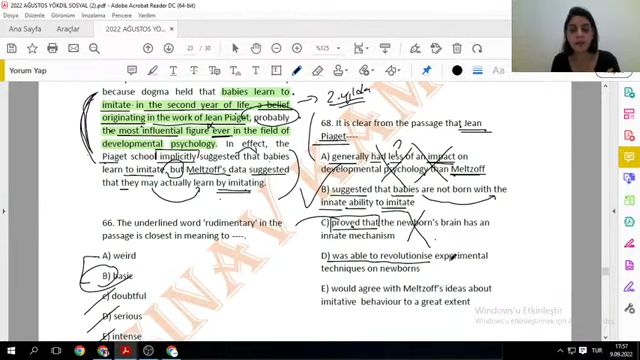 2022 AĞUSTOS YÖKDİL SOSYAL (2).pdf - Adobe Acrobat Reader DC (64-bit)
Ana Sayfa
Araçlar
2022 AĞUSTOS YÖKD...
Oturum Aç
23
%125
Yorum Yap
because dogma held that babies learn to
imitate in the second year of life, a belief
originating in the work of Jean Piaget, probably
the most influential figure ever in the field of
developmental psychology. In effect, the
Piaget school implicitly suggested that babies
learn to imitate, but Meltzoff's data suggested
that they may actually learn by imitating.
66. The underlined word 'rudimentary' in the
passage is closest in meaning to ----.
A) weird
B) basic
C) doubtful
D) serious
E) intense
2. yılda
68. It is clear from the passage that Jean
Piaget----
A) generally had less of an impact on
developmental psychology than Meltzoff
B) suggested that babies are not born with the
innate ability to imitate
C) proved that the newborn's brain has an
innate mechanism
D) was able to revolutionise experimental
techniques on newborns
E) would agree with Meltzoff's ideas about
imitative behaviour to a great extent
Windows'u Etkinleştir
TUR
17:57
9.09.2022